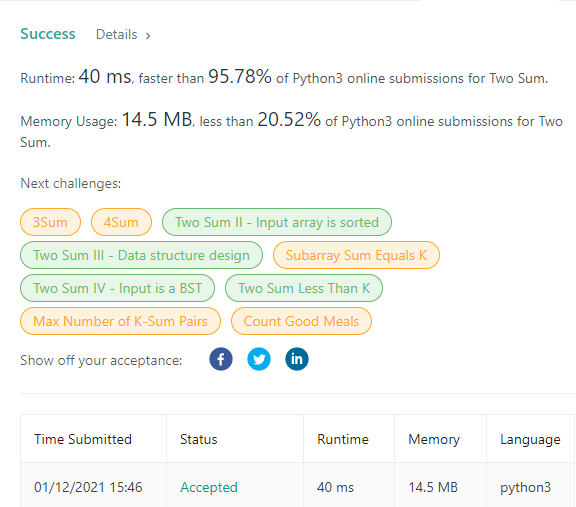 Success Details >
Runtime: 40 ms, faster than 95.78% of Python3 online submissions for Two Sum.
Memory Usage: 14.5 MB, less than 20.52% of Python3 online submissions for Two
Sum.
Next challenges:
3Sum 4Sum Two Sum II - Input array is sorted
Two Sum III - Data structure design Subarray Sum Equals K
Two Sum IV - Input is a BST Two Sum Less Than K
Max Number of K-Sum Pairs Count Good Meals
Show off your acceptance: f in
Time Submitted Status Runtime Memory Language
01/12/2021 15:46 Accepted 40 ms 14.5 MB python3